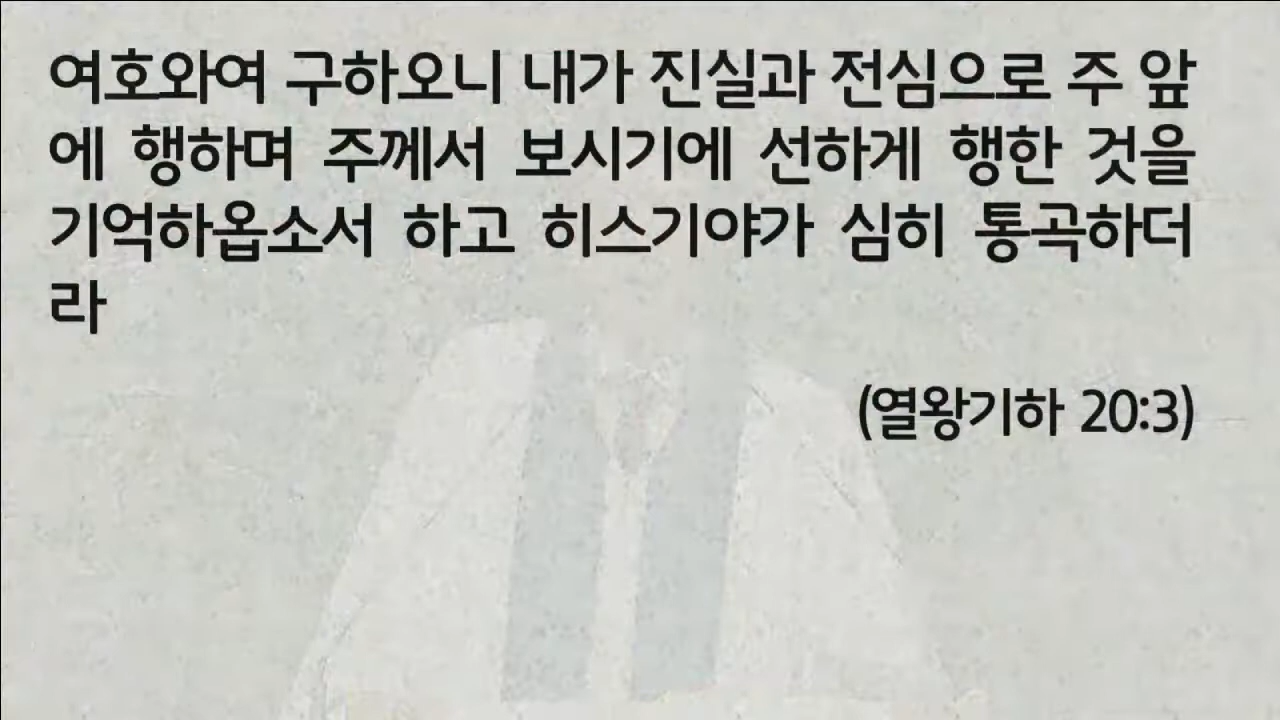 여호와여 구하오니 내가 진실과 전심으로 주 앞
에 행하며 주께서 보시기에 선하게 행한 것을
기억하옵소서 하고 히스기야가 심히 통곡하더
라
(열왕기하 20:3)